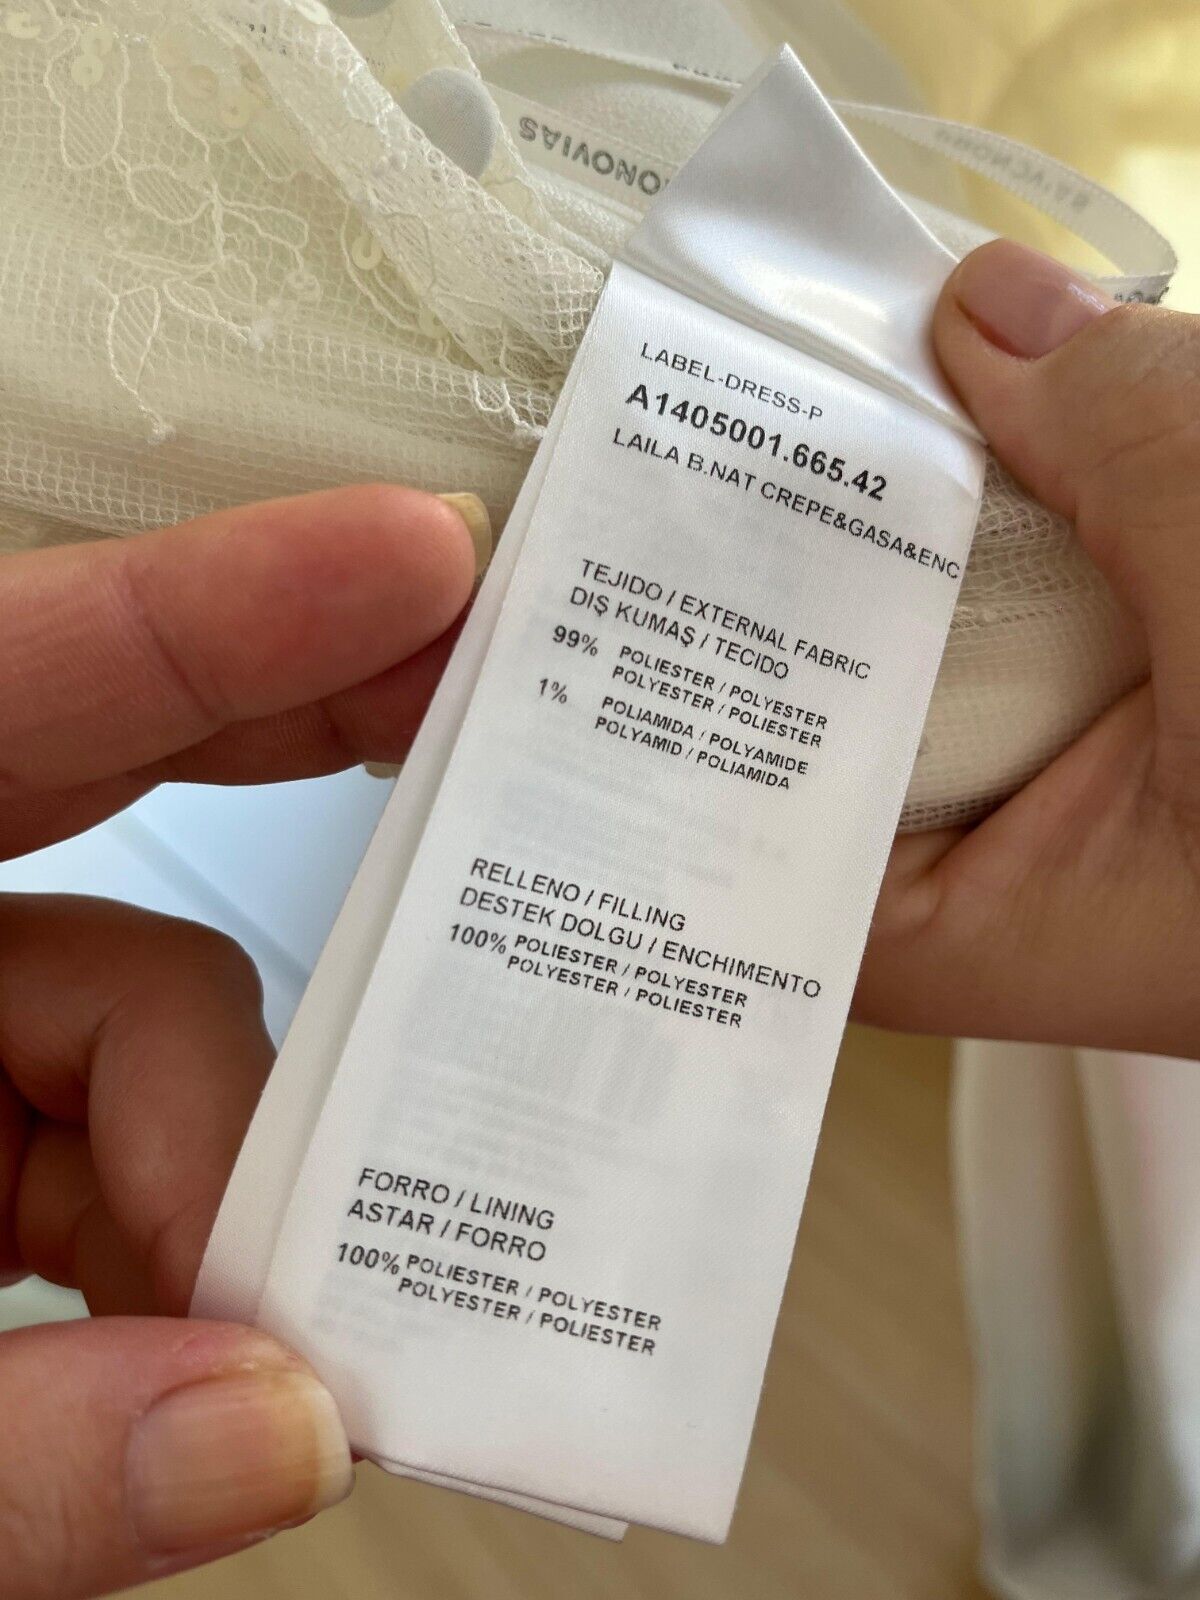 PRONOVIAS
LABEL-DRESS-P
A1405001.665.42
LAILA B.NAT CREPE&GASA&ENC
TEJIDO / EXTERNAL FABRIC
DIŞ KUMAŞ / TECIDO
99% POLIESTER / POLYESTER
POLYESTER / POLIESTER
1% POLIAMIDA / POLYAMIDE
POLYAMID / POLIAMIDA
RELLENO / FILLING
DESTEK DOLGU / ENCHIMENTO
100% POLIESTER / POLYESTER
POLYESTER / POLIESTER
FORRO / LINING
ASTAR / FORRO
100% POLIESTER / POLYESTER
POLYESTER / POLIESTER